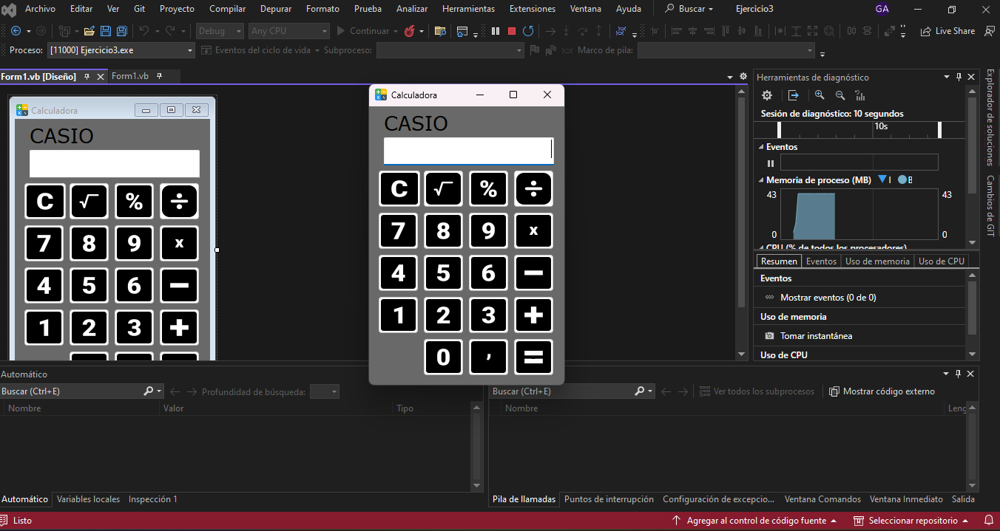 Archivo Editar Ver Git Proyecto Compilar Depurar Formato Prueba Analizar Herramientas Extensiones Ventana Ayuda Buscar Ejercicio3 GA
Debug Any CPU Continuar Live Share
Proceso: [11000] Ejercicio3.exe Eventos del ciclo de vida Subproceso: Marco de pila:
Form1.vb [Diseño] Form1.vb
Calculadora
CASIO
C √ % ÷
7 8 9 x
4 5 6 −
1 2 3 +
Calculadora
CASIO
C √ % ÷
7 8 9 x
4 5 6 −
1 2 3 +
0 , =
Herramientas de diagnóstico
Sesión de diagnóstico: 10 segundos
10s
Eventos
Memoria de proceso (MB)
43 43
0 0
CPU (% de todos los procesadores)
Resumen Eventos Uso de memoria Uso de CPU
Eventos
Mostrar eventos (0 de 0)
Uso de memoria
Tomar instantánea
Uso de CPU
Explorador de soluciones
Cambios de GIT
Automático
Buscar (Ctrl+E) Profundidad de búsqueda:
Nombre Valor Tipo
Buscar (Ctrl+E) Ver todos los subprocesos Mostrar código externo
Nombre Leng
Automático Variables locales Inspección 1
Pila de llamadas Puntos de interrupción Configuración de excepcio... Ventana Comandos Ventana Inmediato Salida
Listo Agregar al control de código fuente Seleccionar repositorio